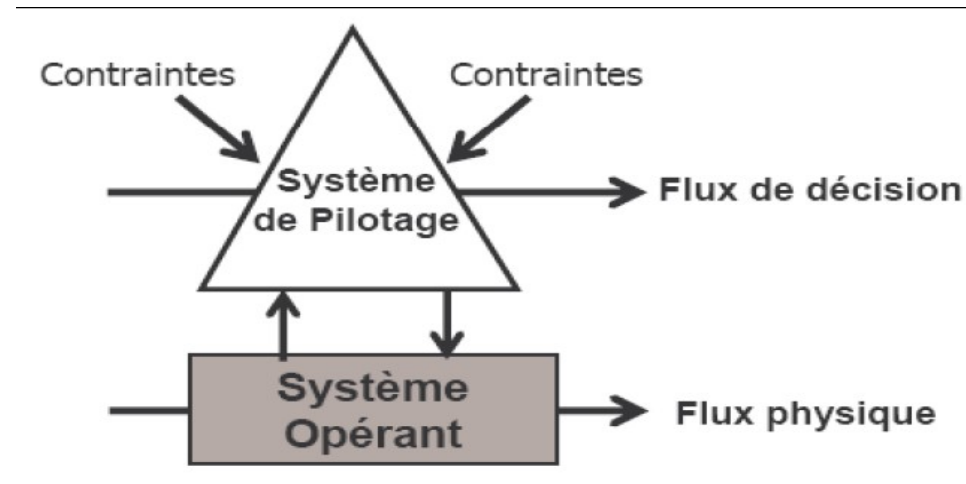 Contraintes
Contraintes
Système
de Pilotage
Flux de décision
Système
Opérant
Flux physique